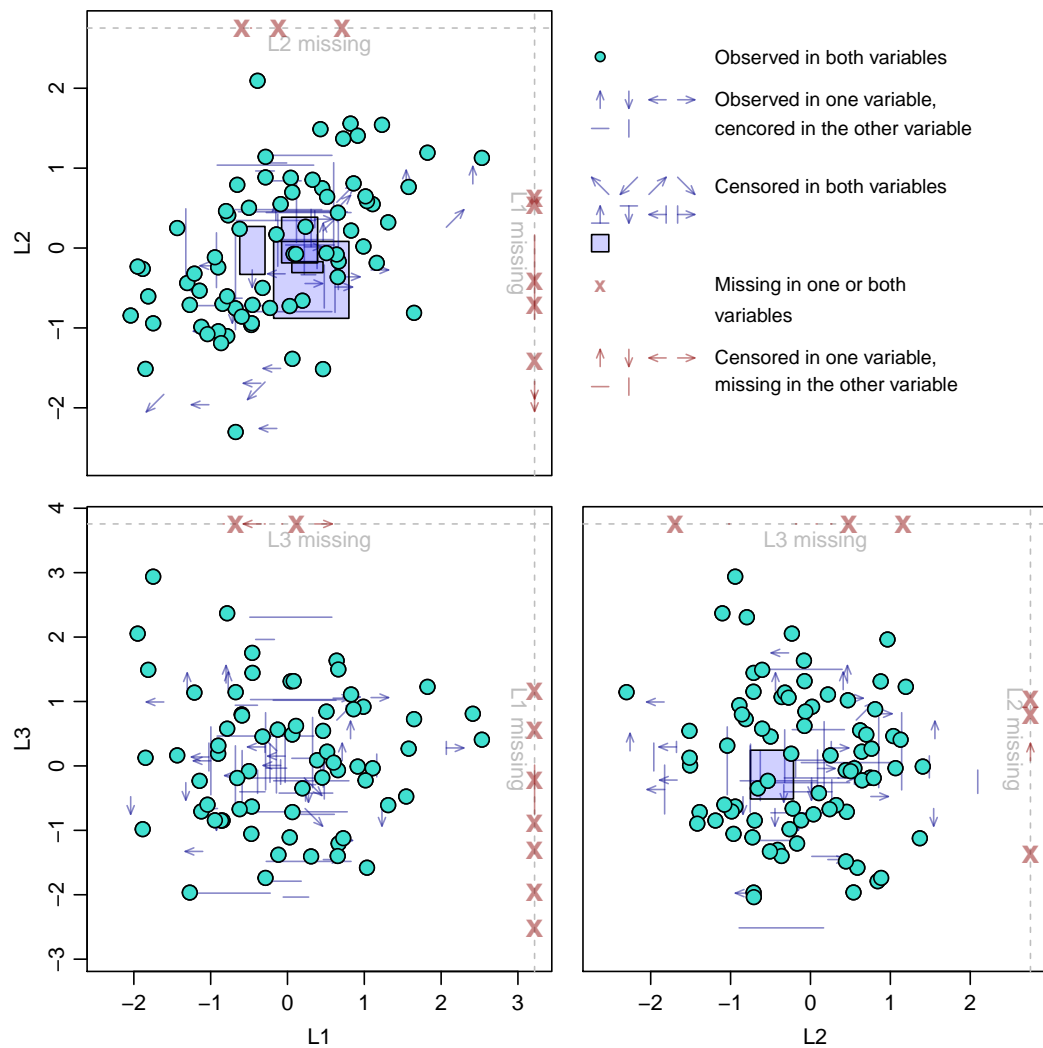 L2 missing
L1 missing
2
1
0
−1
−2
L2
Observed in both variables
Observed in one variable,
cencored in the other variable
Censored in both variables
x Missing in one or both
variables
Censored in one variable,
missing in the other variable
L3 missing
L1 missing
4
3
2
1
0
−1
−2
−3
L3
−2 −1 0 1 2 3
L1
L3 missing
L2 missing
−2 −1 0 1 2
L2